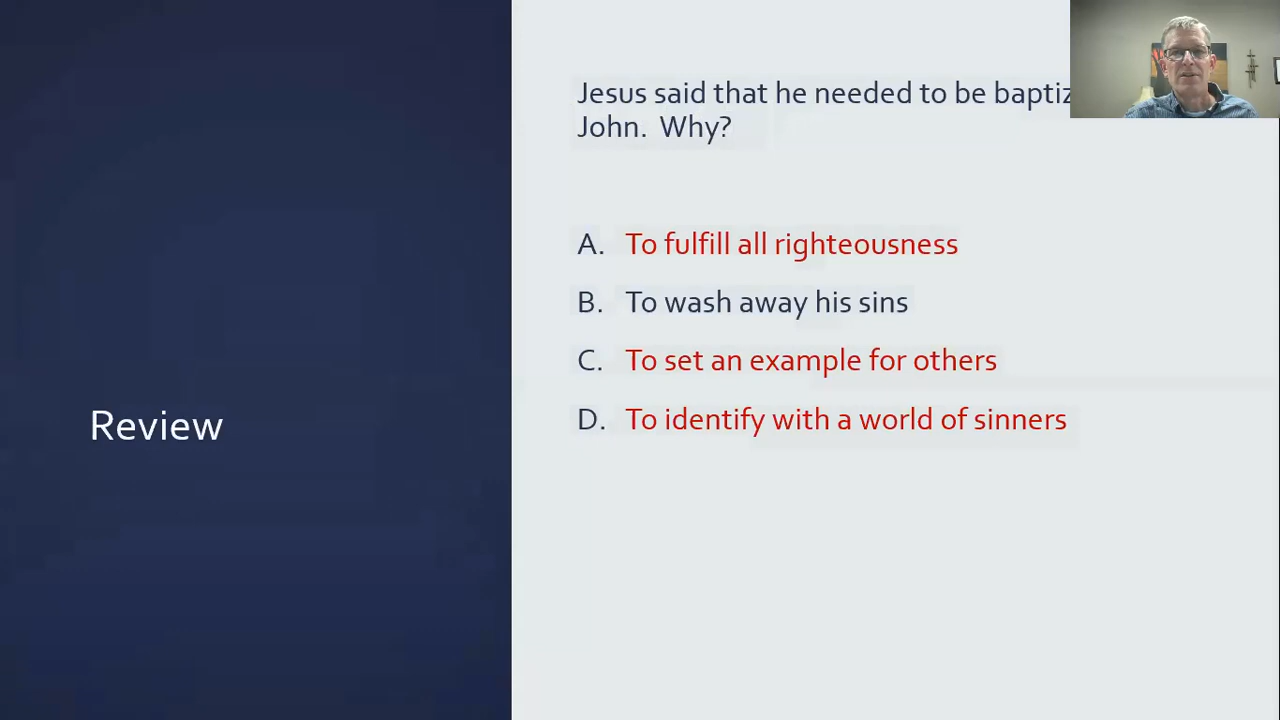 Jesus said that he needed to be
John.  Why?
A. To fulfill all righteousness
B. To wash away his sins
C. To set an example for others
D. To identify with a world of sinners
Review